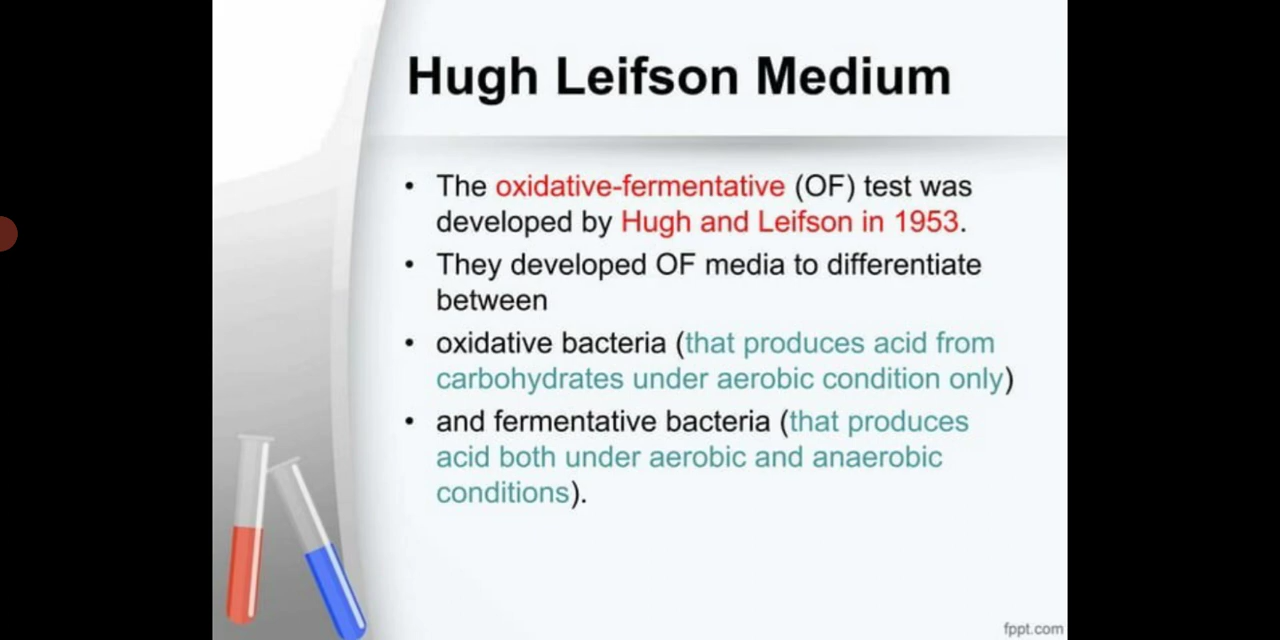 Hugh Leifson Medium
• The oxidative-fermentative (OF) test was
developed by Hugh and Leifson in 1953.
• They developed OF media to differentiate
between
• oxidative bacteria (that produces acid from
carbohydrates under aerobic condition only)
• and fermentative bacteria (that produces
acid both under aerobic and anaerobic
conditions).
fppt.com